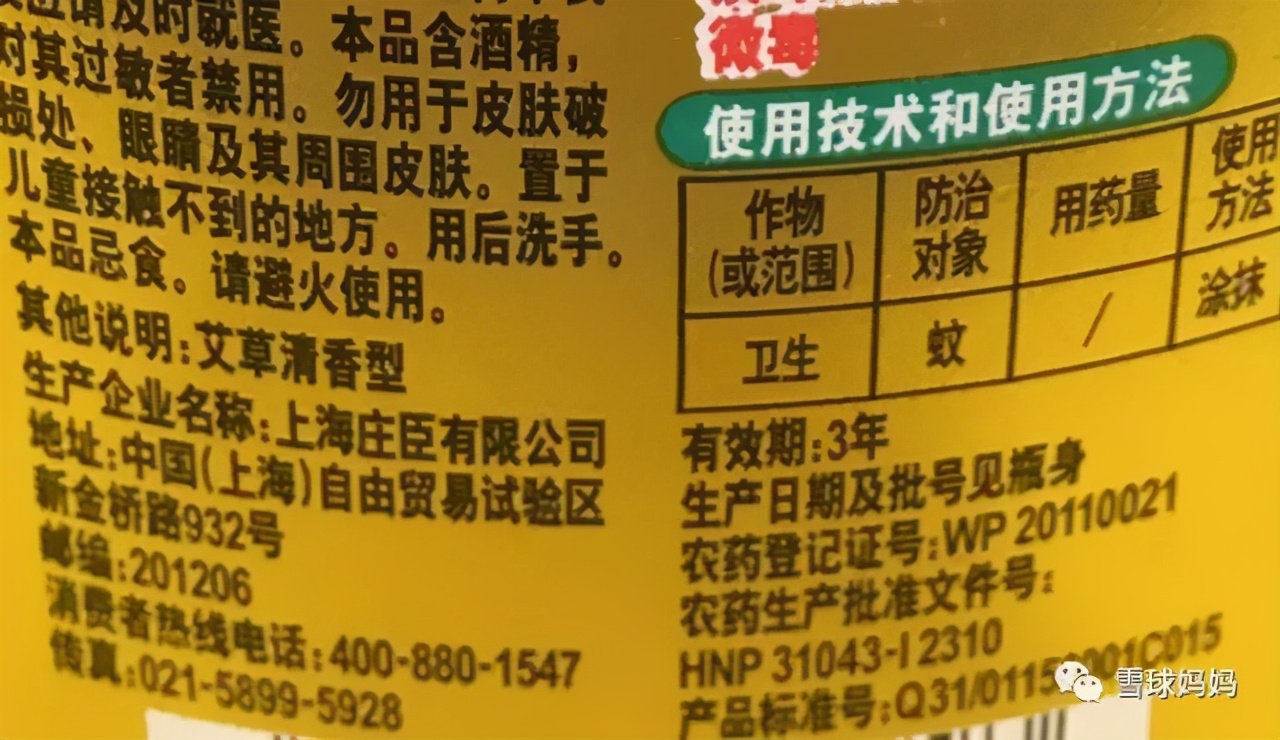 应请及时就医。本品含酒精，
对其过敏者禁用。勿用于皮肤破
损处、眼睛及其周围皮肤。置于
儿童接触不到的地方。用后洗手。
本品忌食。请避火使用。
其他说明:艾草清香型
生产企业名称:上海庄臣有限公司
地址:中国(上海)自由贸易试验区
新金桥路932号
邮编:201206
消费者热线电话:400-880-1547
传真:021-5899-5928
微毒
使用技术和使用方法
作物
(或范围)
防治
对象
用药量
使用
方法
卫生
蚊
/
涂抹
有效期:3年
生产日期及批号见瓶身
农药登记证号:WP 20110021
农药生产批准文件号:
HNP 31043-I 2310
产品标准号:Q31/0115
001C015
雪球妈妈